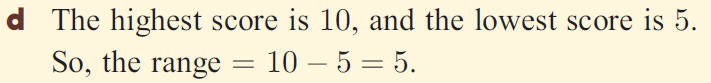 d The highest score is 10, and the lowest score is 5.
So, the range = 10 − 5 = 5.